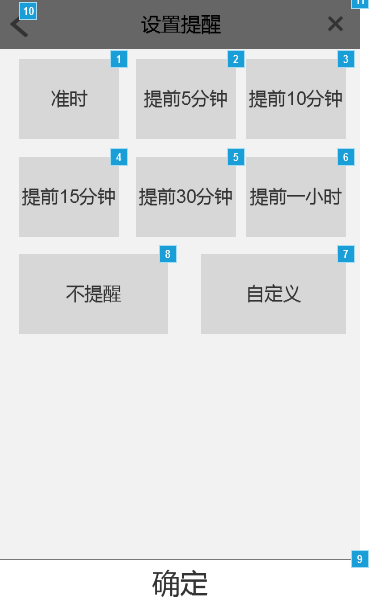 10
设置提醒
11
1
2
3
准时
提前5分钟
提前10分钟
4
5
6
提前15分钟
提前30分钟
提前一小时
8
7
不提醒
自定义
9
确定